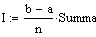 I := (b − a)/n · Summa